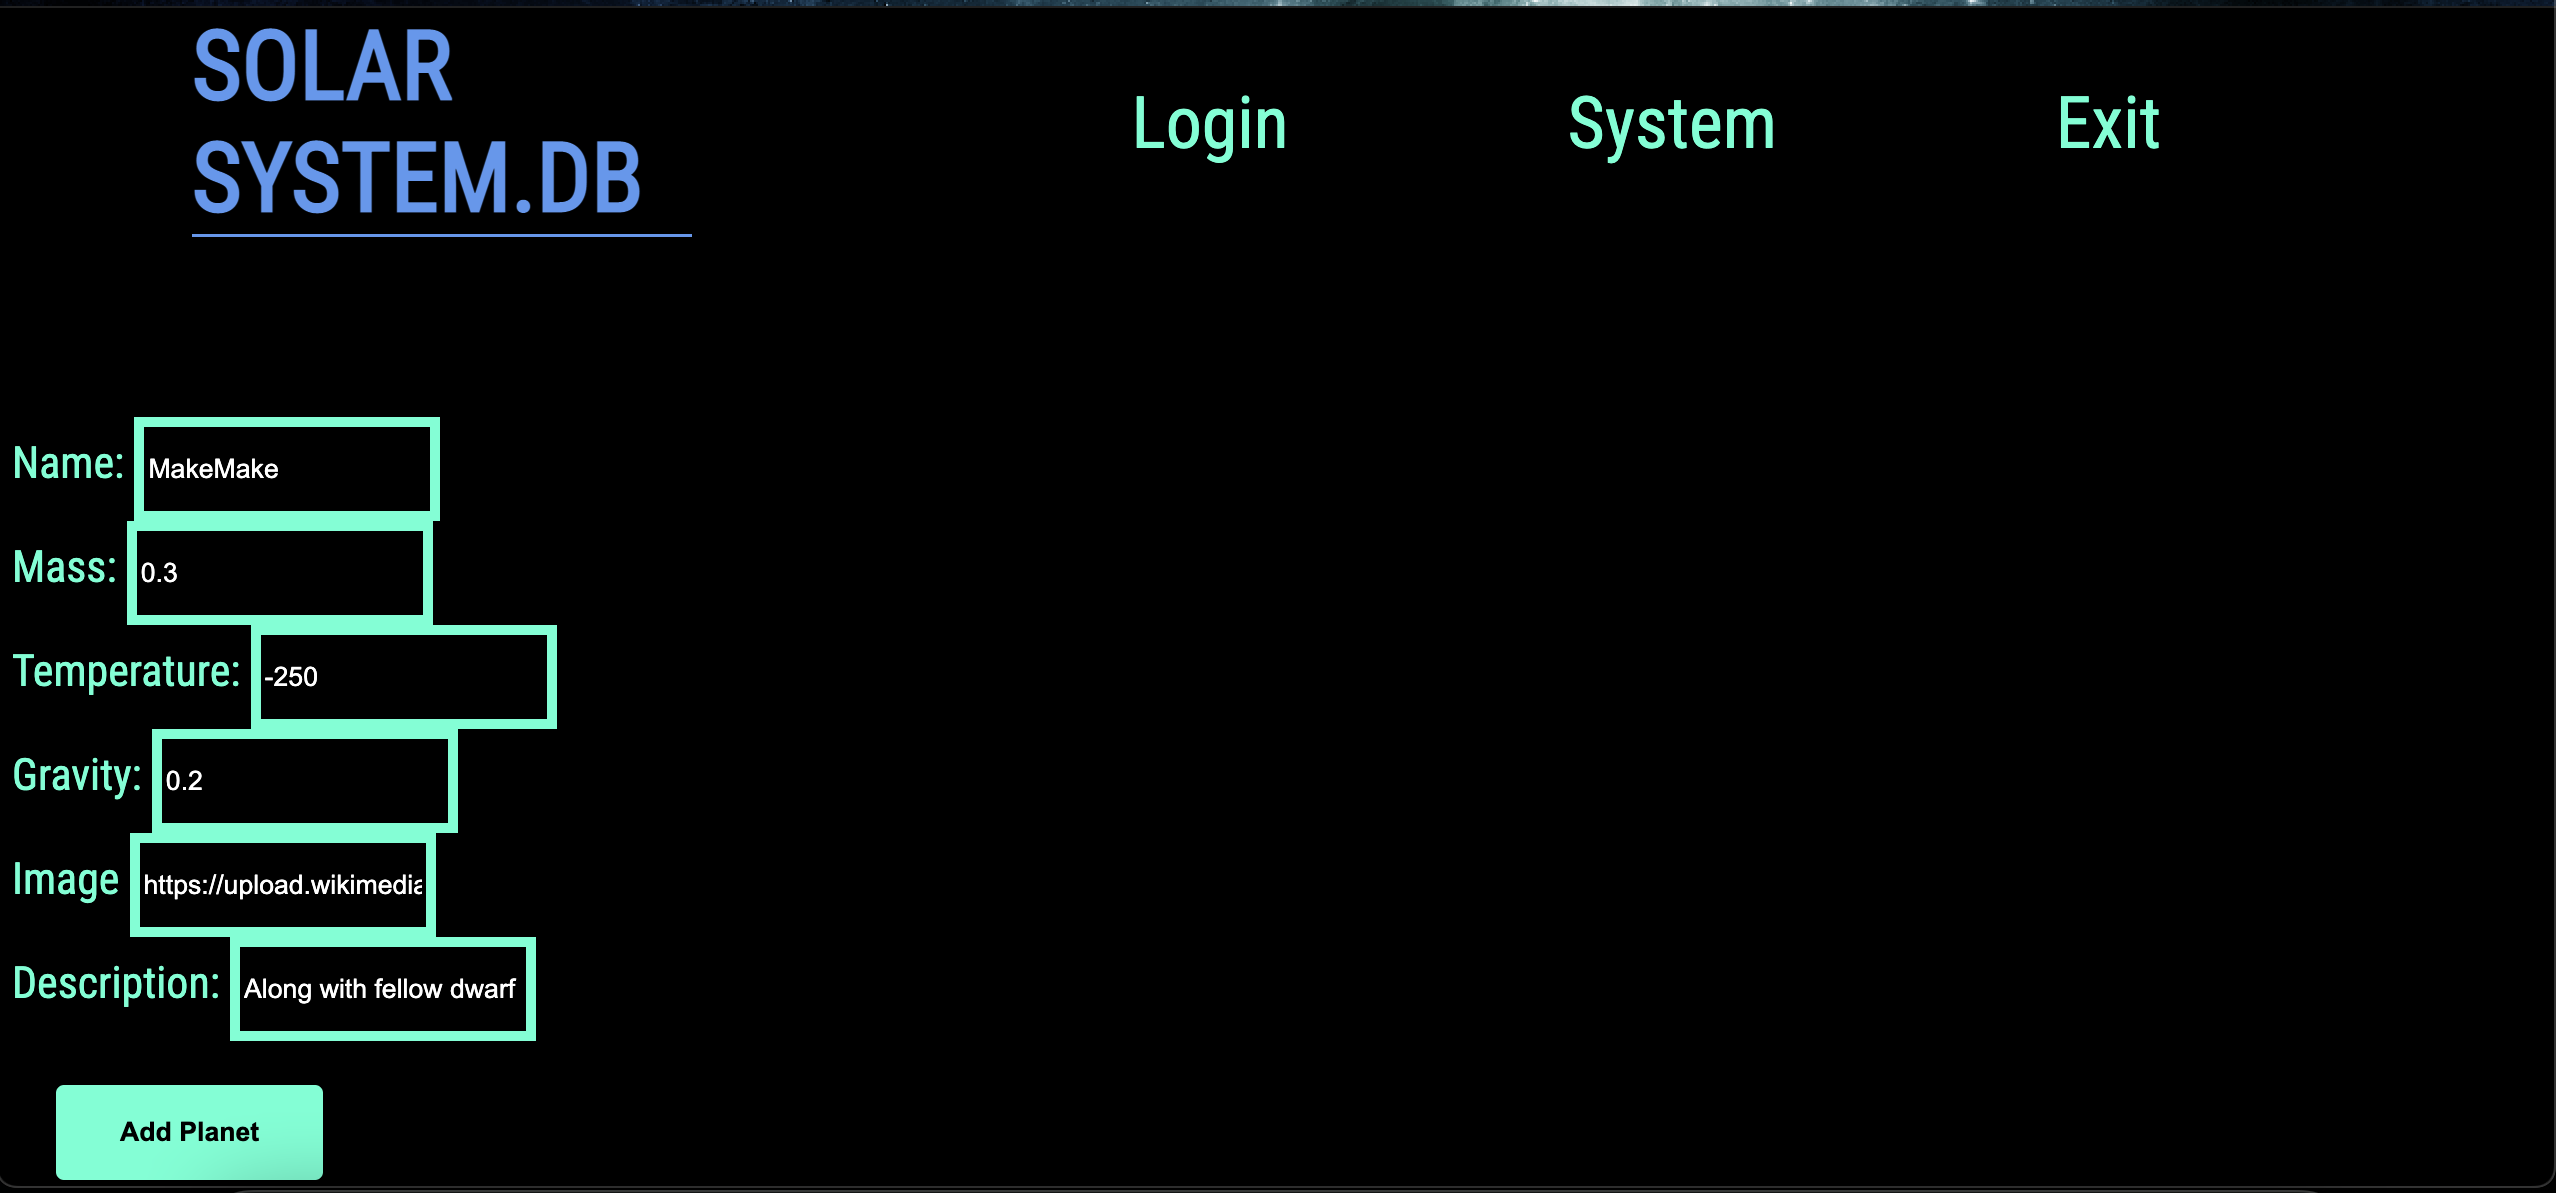 SOLAR
SYSTEM.DB
Login System Exit
Name: MakeMake
Mass: 0.3
Temperature: -250
Gravity: 0.2
Image https://upload.wikimedia
Description: Along with fellow dwarf
Add Planet